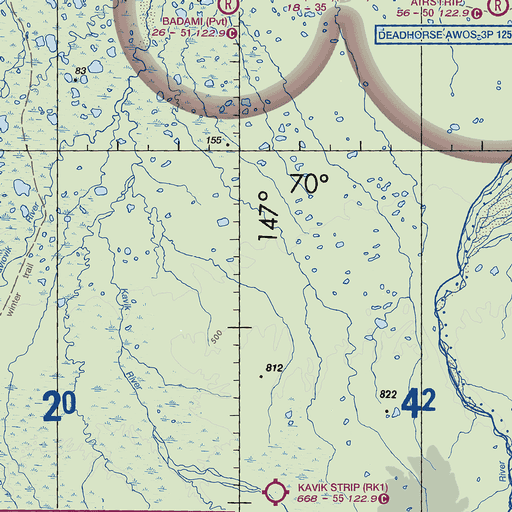 BADAMI (Pvt)
26 - 51 122.9 C
R
18 - 35
AIRSTRIP
56 - 50 122.9 C
R
DEADHORSE AWOS-3P 125
83
155
70°
147°
River
winter trail
Kavik
River
500
812
822
20
42
River
KAVIK STRIP (RK1)
668 - 55 122.9 C